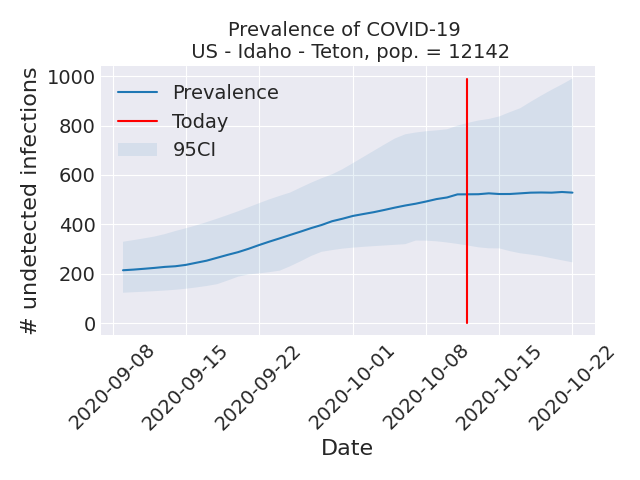 Prevalence of COVID-19
US - Idaho - Teton, pop. = 12142
# undetected infections
1000
800
600
400
200
0
Prevalence
Today
95CI
2020-09-08
2020-09-15
2020-09-22
2020-10-01
2020-10-08
2020-10-15
2020-10-22
Date